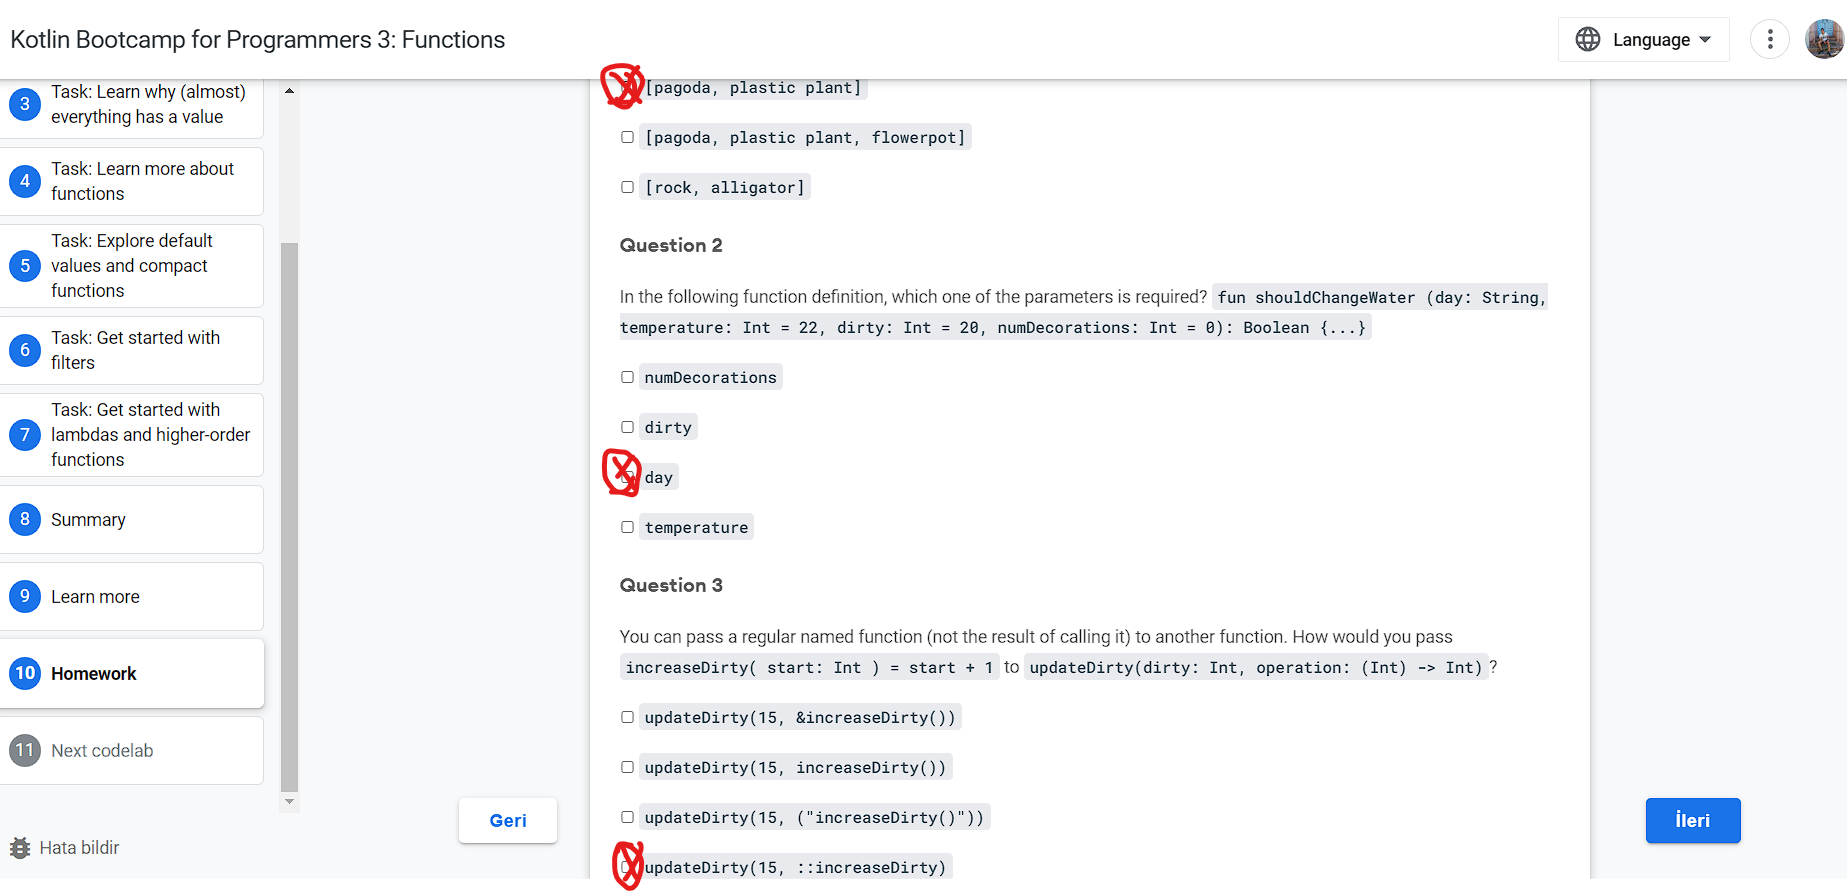 Kotlin Bootcamp for Programmers 3: Functions
Language
3
Task: Learn why (almost)
everything has a value
4
Task: Learn more about
functions
5
Task: Explore default
values and compact
functions
6
Task: Get started with
filters
7
Task: Get started with
lambdas and higher-order
functions
8
Summary
9
Learn more
10
Homework
11
Next codelab
Hata bildir
[pagoda, plastic plant]
[pagoda, plastic plant, flowerpot]
[rock, alligator]
Question 2
In the following function definition, which one of the parameters is required? fun shouldChangeWater (day: String,
temperature: Int = 22, dirty: Int = 20, numDecorations: Int = 0): Boolean {...}
numDecorations
dirty
day
temperature
Question 3
You can pass a regular named function (not the result of calling it) to another function. How would you pass
increaseDirty( start: Int ) = start + 1 to updateDirty(dirty: Int, operation: (Int) -> Int)?
updateDirty(15, &increaseDirty())
updateDirty(15, increaseDirty())
updateDirty(15, ("increaseDirty()"))
updateDirty(15, ::increaseDirty)
Geri
İleri